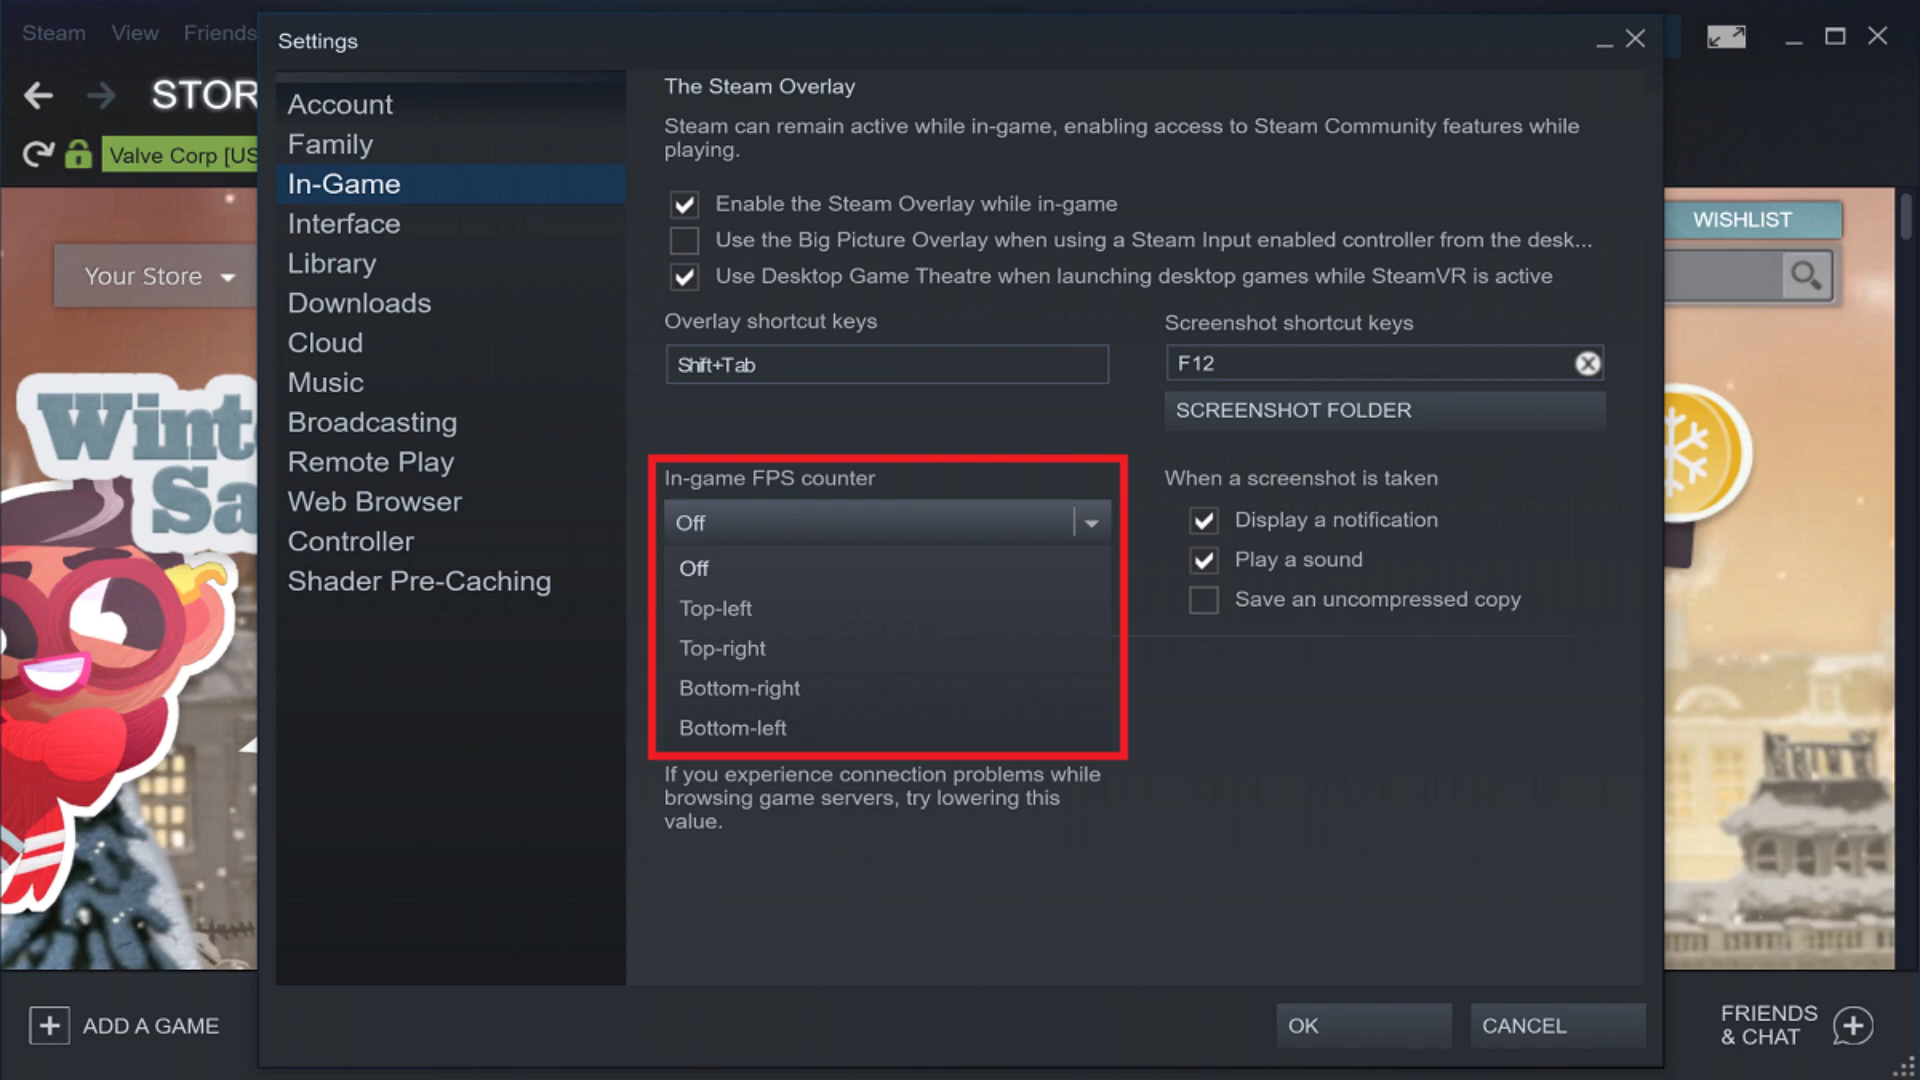 Steam View Friends
Settings
STOR
Valve Corp [US
Your Store
WISHLIST
Wint
Sa
Account
Family
In-Game
Interface
Library
Downloads
Cloud
Music
Broadcasting
Remote Play
Web Browser
Controller
Shader Pre-Caching
The Steam Overlay
Steam can remain active while in-game, enabling access to Steam Community features while
playing.
Enable the Steam Overlay while in-game
Use the Big Picture Overlay when using a Steam Input enabled controller from the desk...
Use Desktop Game Theatre when launching desktop games while SteamVR is active
Overlay shortcut keys
Shift+Tab
Screenshot shortcut keys
F12
SCREENSHOT FOLDER
In-game FPS counter
Off
Off
Top-left
Top-right
Bottom-right
Bottom-left
If you experience connection problems while
browsing game servers, try lowering this
value.
When a screenshot is taken
Display a notification
Play a sound
Save an uncompressed copy
OK
CANCEL
ADD A GAME
FRIENDS
& CHAT